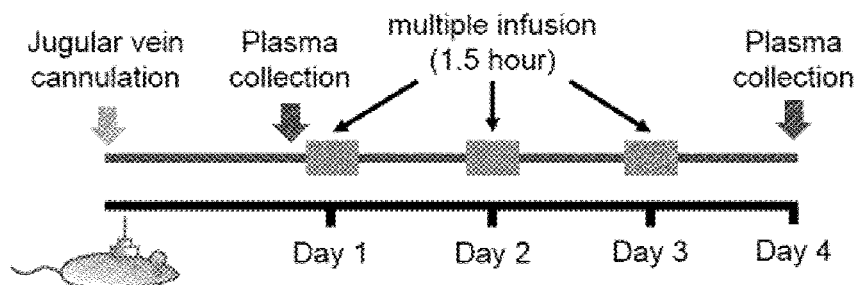 Jugular vein
cannulation
Plasma
collection
multiple infusion
(1.5 hour)
Plasma
collection
Day 1
Day 2
Day 3
Day 4